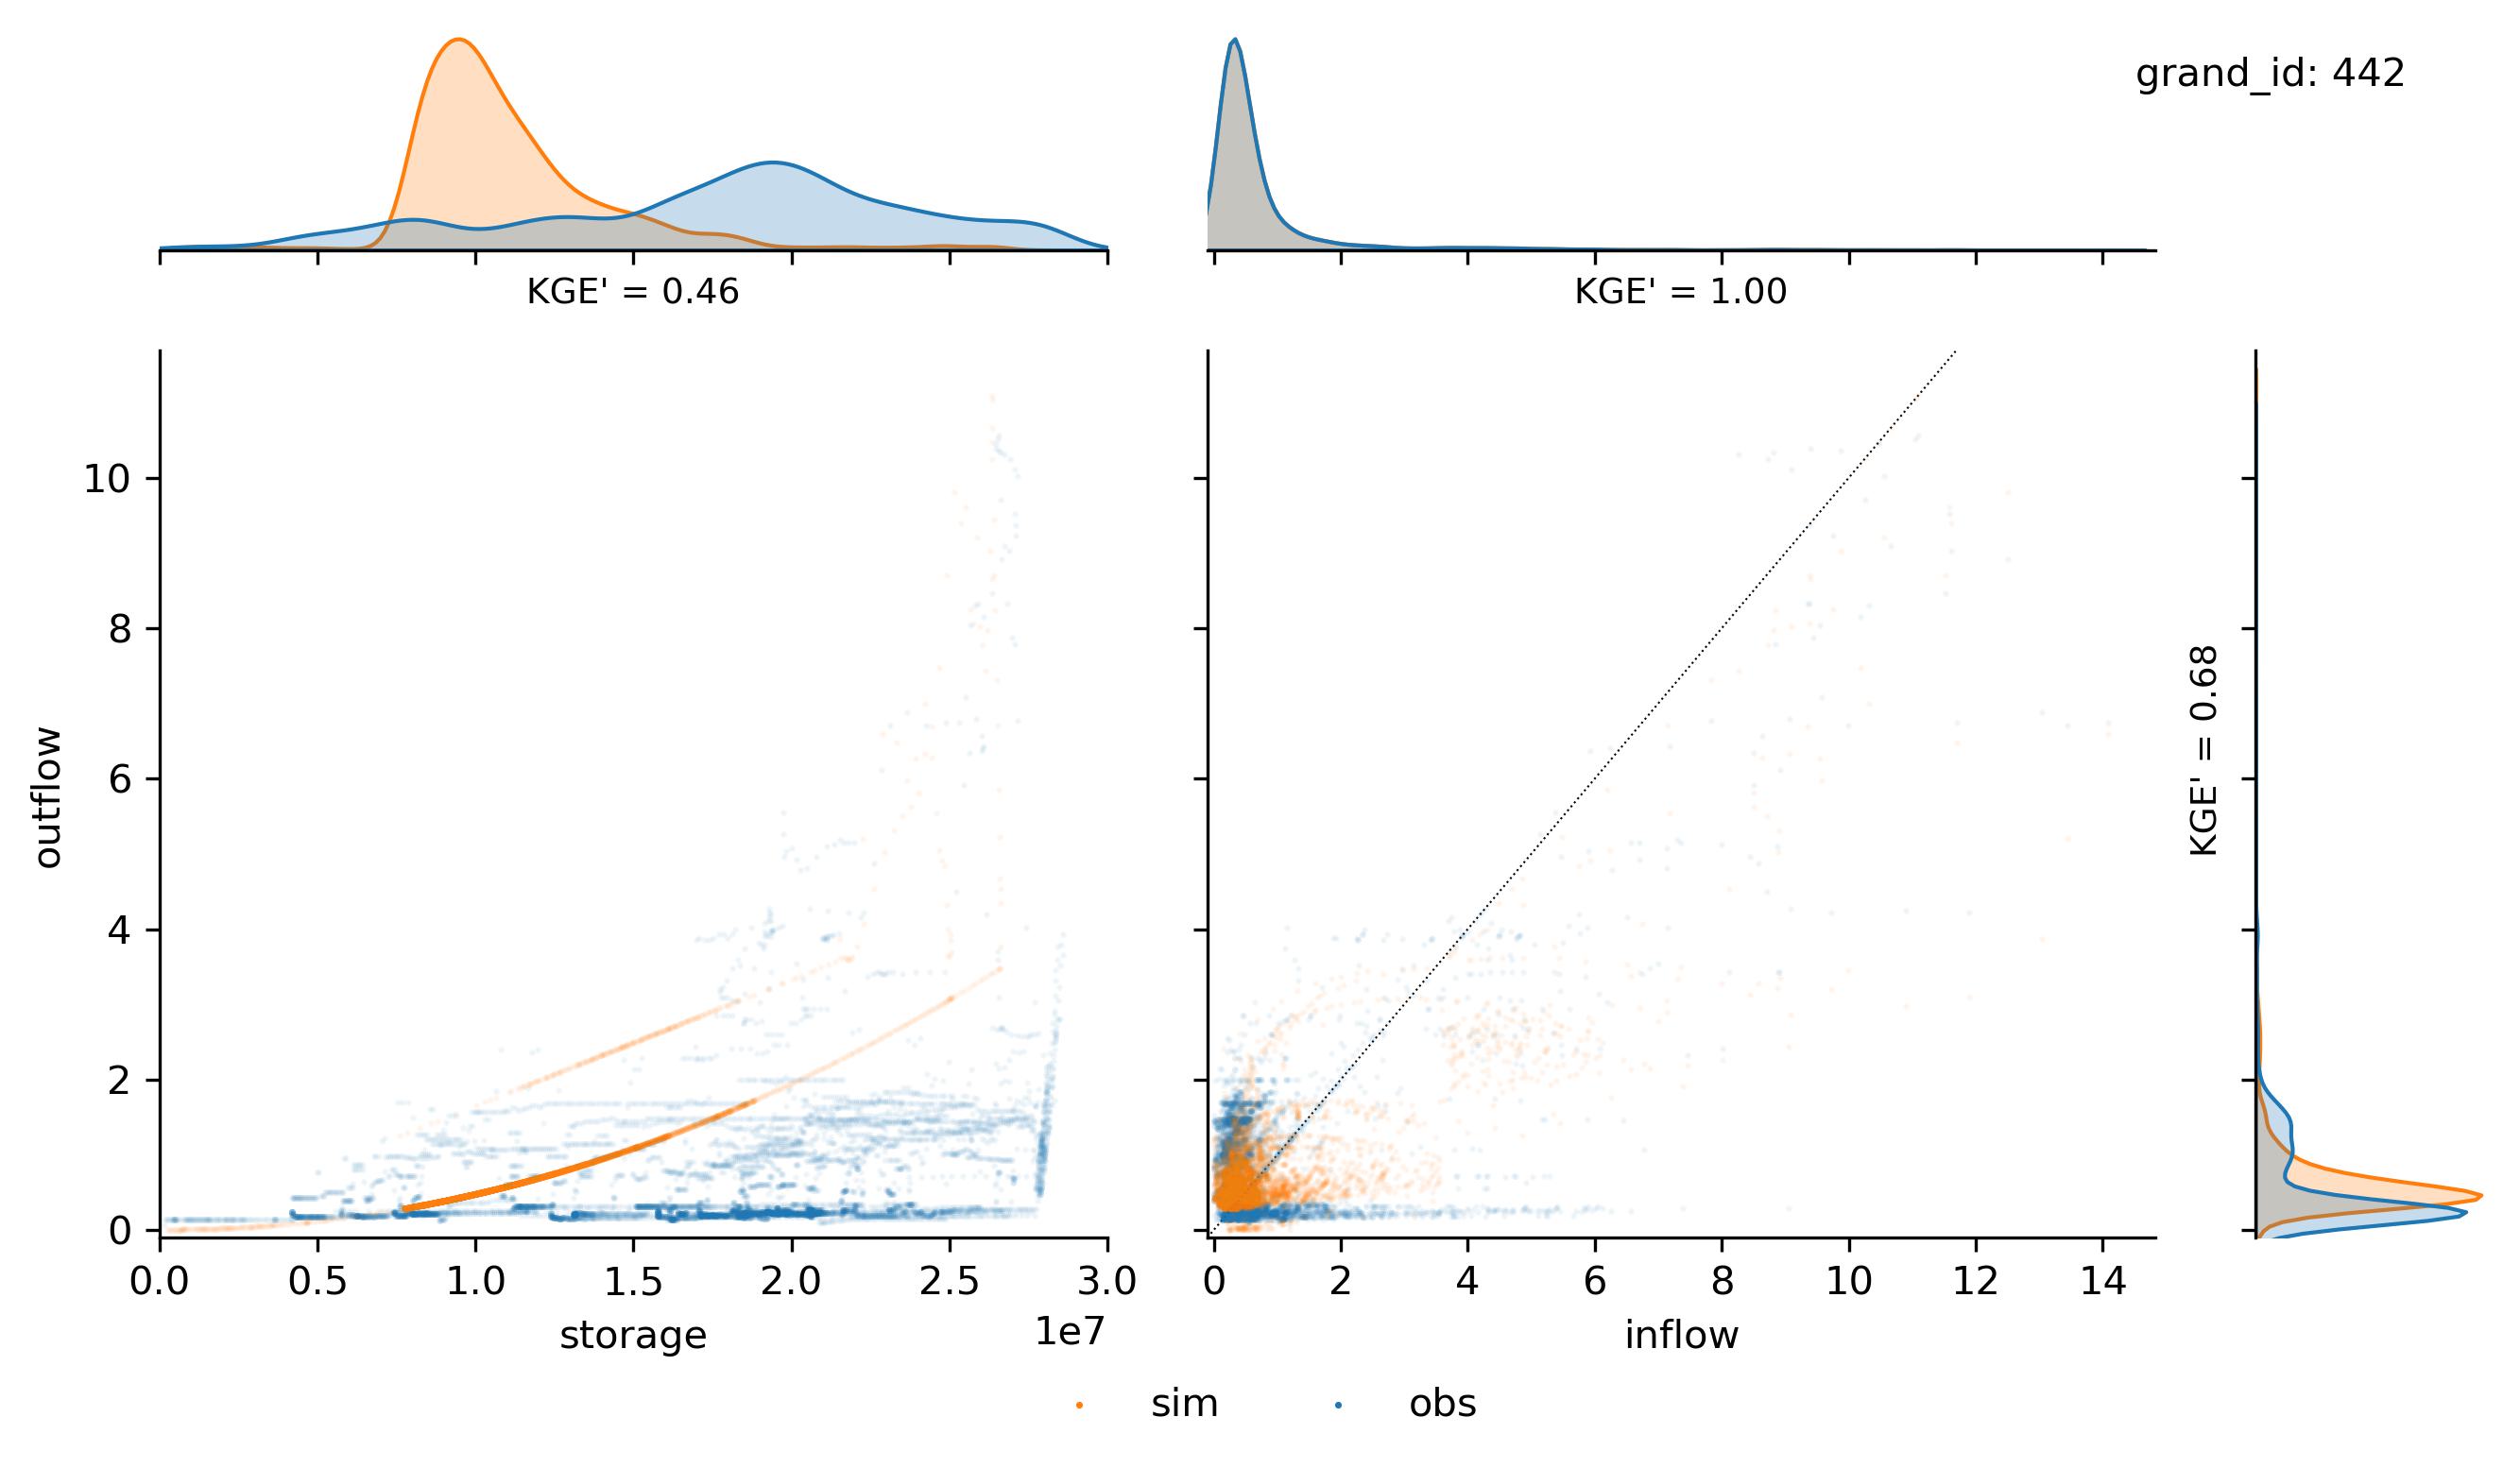 grand_id: 442
KGE' = 0.46
KGE' = 1.00
outflow
10
8
6
4
2
0
KGE' = 0.68
0.0 0.5 1.0 1.5 2.0 2.5 3.0
1e7
storage
0 2 4 6 8 10 12 14
inflow
sim obs